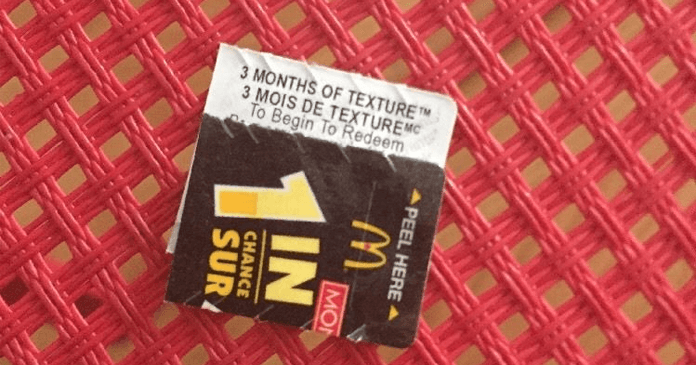 3 MONTHS OF TEXTURE™
3 MOIS DE TEXTURE MC
To Begin To Redeem
PEEL HERE
1 IN
CHANCE
SUR